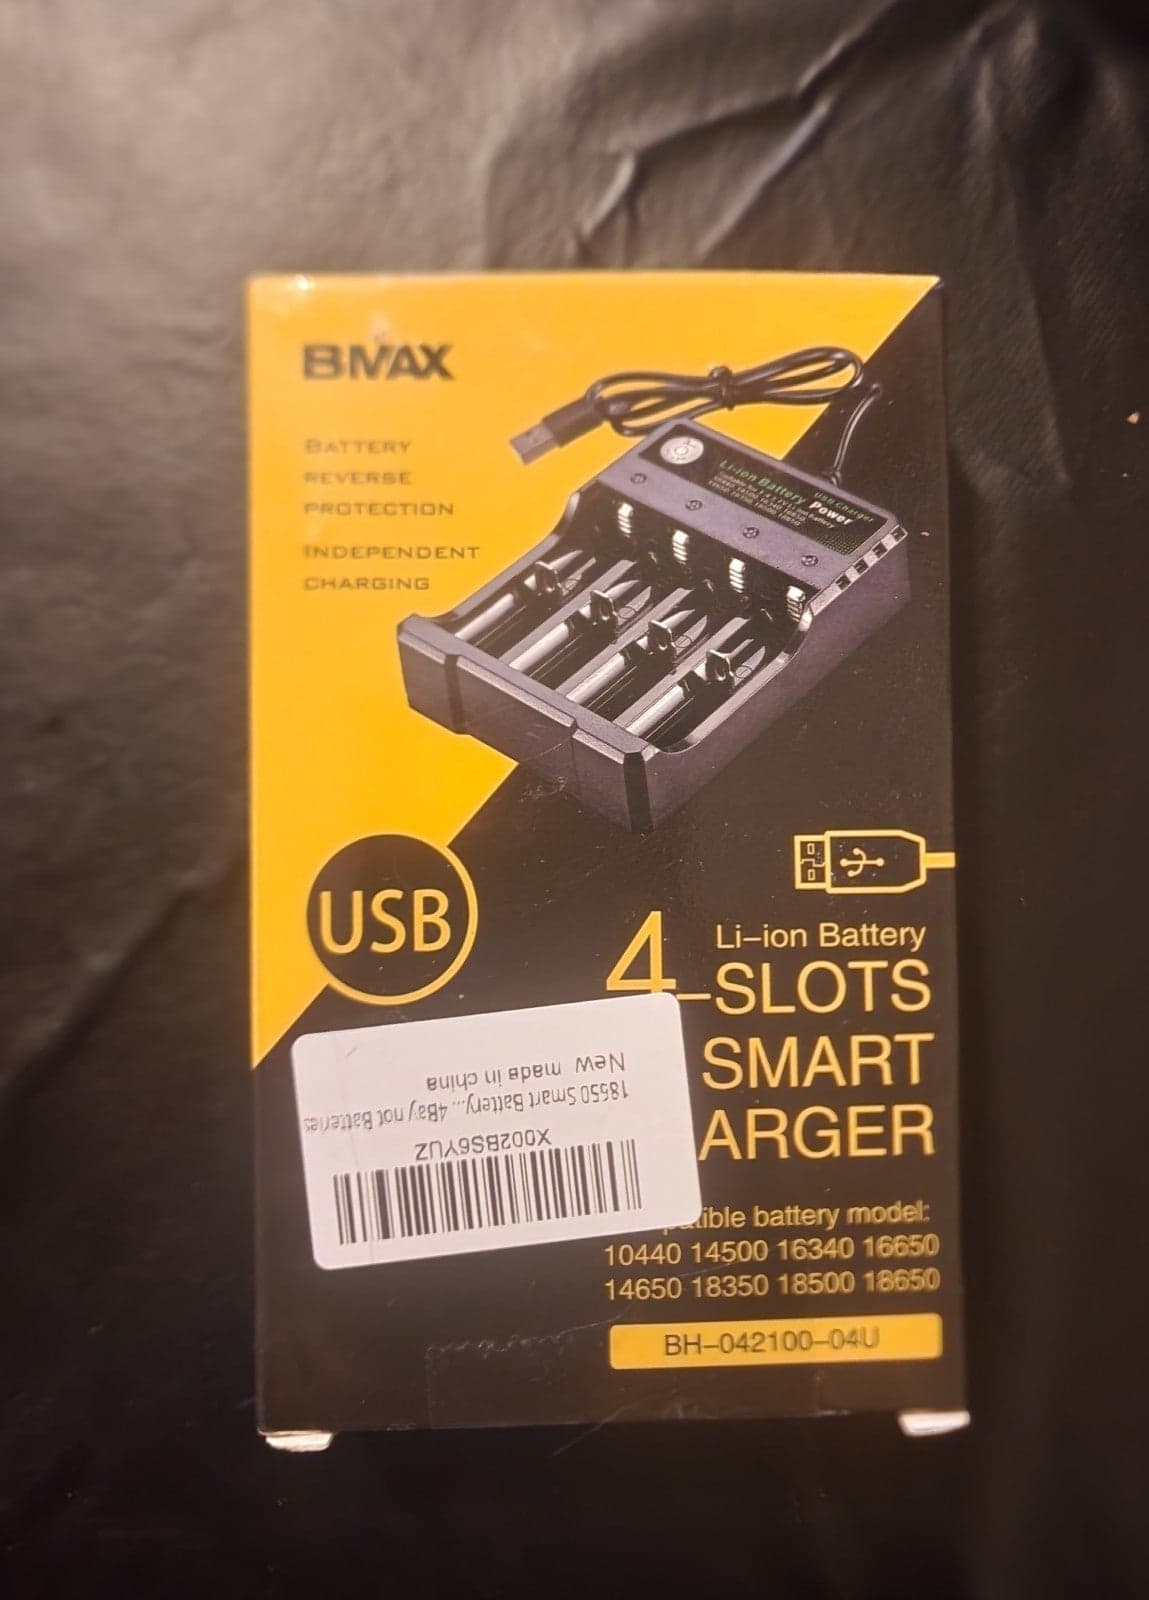 BMAX
BATTERY
REVERSE
PROTECTION
INDEPENDENT
CHARGING
Li-ion Battery
USB Charger
Power
USB
Li-ion Battery
4-SLOTS
SMART
ARGER
New made in china
18650 Smart Battery... 4Bay not Batteries
X002BS6YUZ
patible battery model:
10440 14500 16340 16650
14650 18350 18500 18650
BH-042100-04U